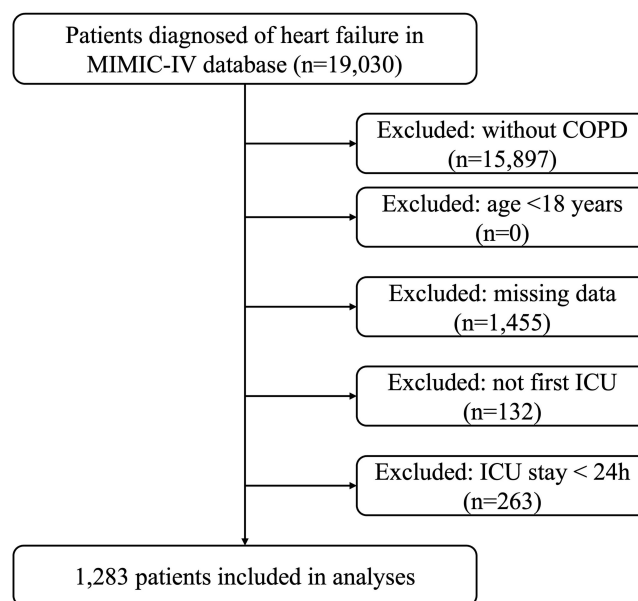 Patients diagnosed of heart failure in
MIMIC-IV database (n=19,030)
Excluded: without COPD
(n=15,897)
Excluded: age <18 years
(n=0)
Excluded: missing data
(n=1,455)
Excluded: not first ICU
(n=132)
Excluded: ICU stay < 24h
(n=263)
1,283 patients included in analyses